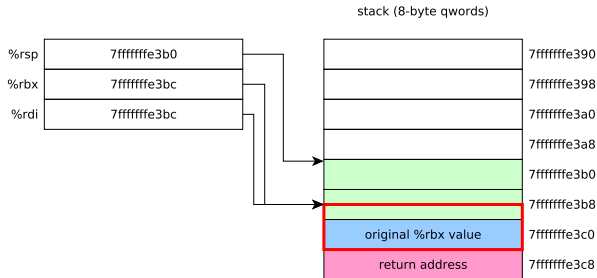 stack (8-byte qwords)
%rsp 7fffffffe3b0 7fffffffe390
%rbx 7fffffffe3bc 7fffffffe398
%rdi 7fffffffe3bc 7fffffffe3a0
7fffffffe3a8
7fffffffe3b0
7fffffffe3b8
original %rbx value 7fffffffe3c0
return address 7fffffffe3c8